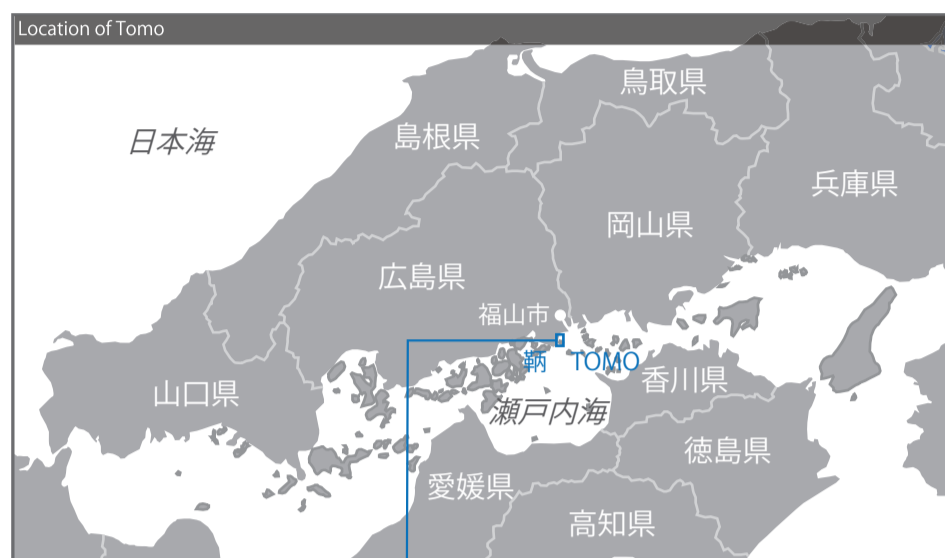 Location of Tomo
鳥取県
島根県
日本海
兵庫県
岡山県
広島県
福山市
鞆 TOMO
香川県
山口県
瀬戸内海
徳島県
愛媛県
高知県